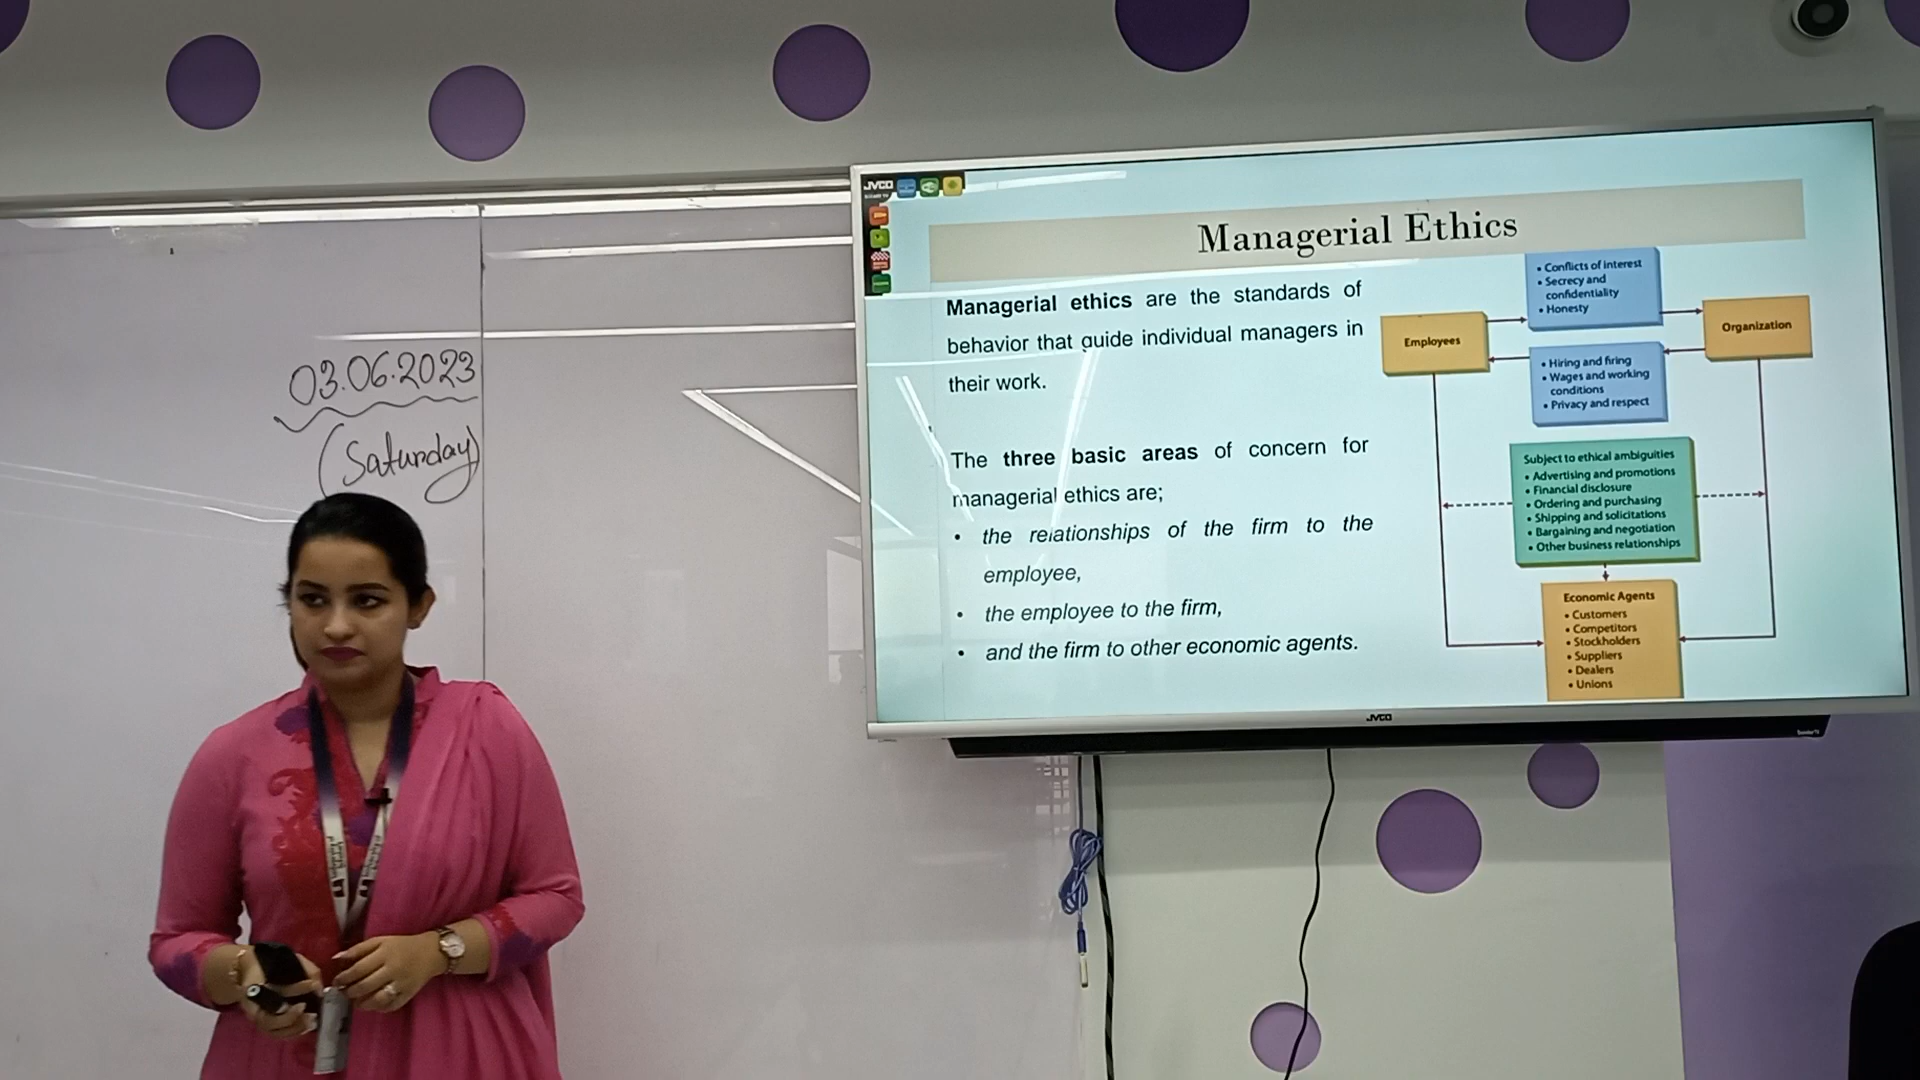 03.06.2023
(Saturday)
JVCO
Managerial Ethics
Managerial ethics are the standards of
behavior that guide individual managers in
their work.
The three basic areas of concern for
managerial ethics are;
• the relationships of the firm to the
employee,
• the employee to the firm,
• and the firm to other economic agents.
• Conflicts of interest
• Secrecy and
confidentiality
• Honesty
Employees
Organization
• Hiring and firing
• Wages and working
conditions
• Privacy and respect
Subject to ethical ambiguities
• Advertising and promotions
• Financial disclosure
• Ordering and purchasing
• Shipping and solicitations
• Bargaining and negotiation
• Other business relationships
Economic Agents
• Customers
• Competitors
• Stockholders
• Suppliers
• Dealers
• Unions
JVCO